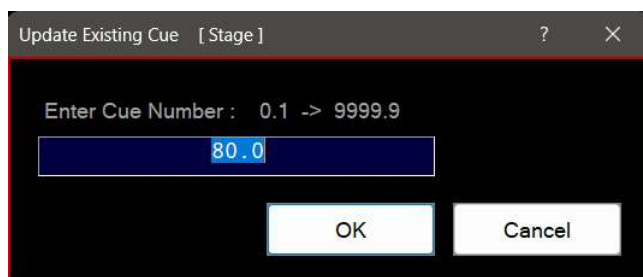 Update Existing Cue [ Stage ] ?
Enter Cue Number : 0.1 -> 9999.9
80.0
OK Cancel